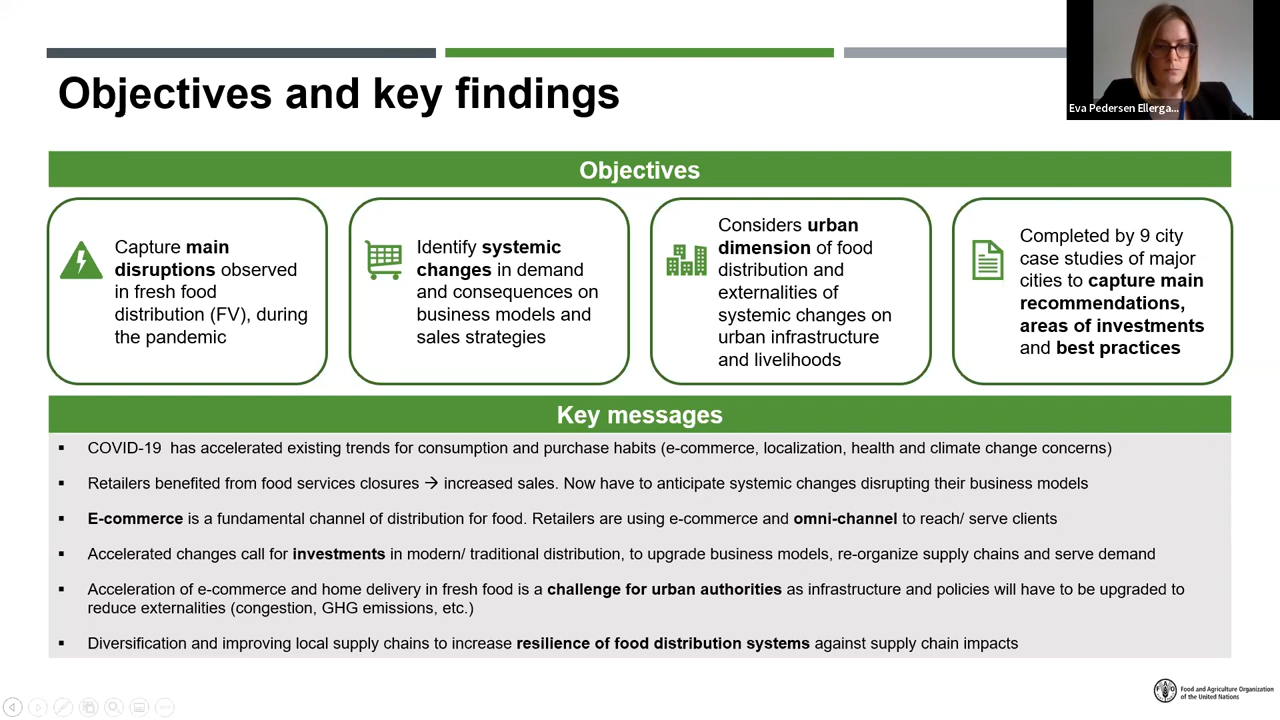 Eva Pedersen Ellerga...
Objectives and key findings
Objectives
Capture main
disruptions observed
in fresh food
distribution (FV), during
the pandemic
Identify systemic
changes in demand
and consequences on
business models and
sales strategies
Considers urban
dimension of food
distribution and
externalities of
systemic changes on
urban infrastructure
and livelihoods
Completed by 9 city
case studies of major
cities to capture main
recommendations,
areas of investments
and best practices
Key messages
▪ COVID-19 has accelerated existing trends for consumption and purchase habits (e-commerce, localization, health and climate change concerns)
▪ Retailers benefited from food services closures → increased sales. Now have to anticipate systemic changes disrupting their business models
▪ E-commerce is a fundamental channel of distribution for food. Retailers are using e-commerce and omni-channel to reach/ serve clients
▪ Accelerated changes call for investments in modern/ traditional distribution, to upgrade business models, re-organize supply chains and serve demand
▪ Acceleration of e-commerce and home delivery in fresh food is a challenge for urban authorities as infrastructure and policies will have to be upgraded to
reduce externalities (congestion, GHG emissions, etc.)
▪ Diversification and improving local supply chains to increase resilience of food distribution systems against supply chain impacts
Food and Agriculture Organization
of the United Nations